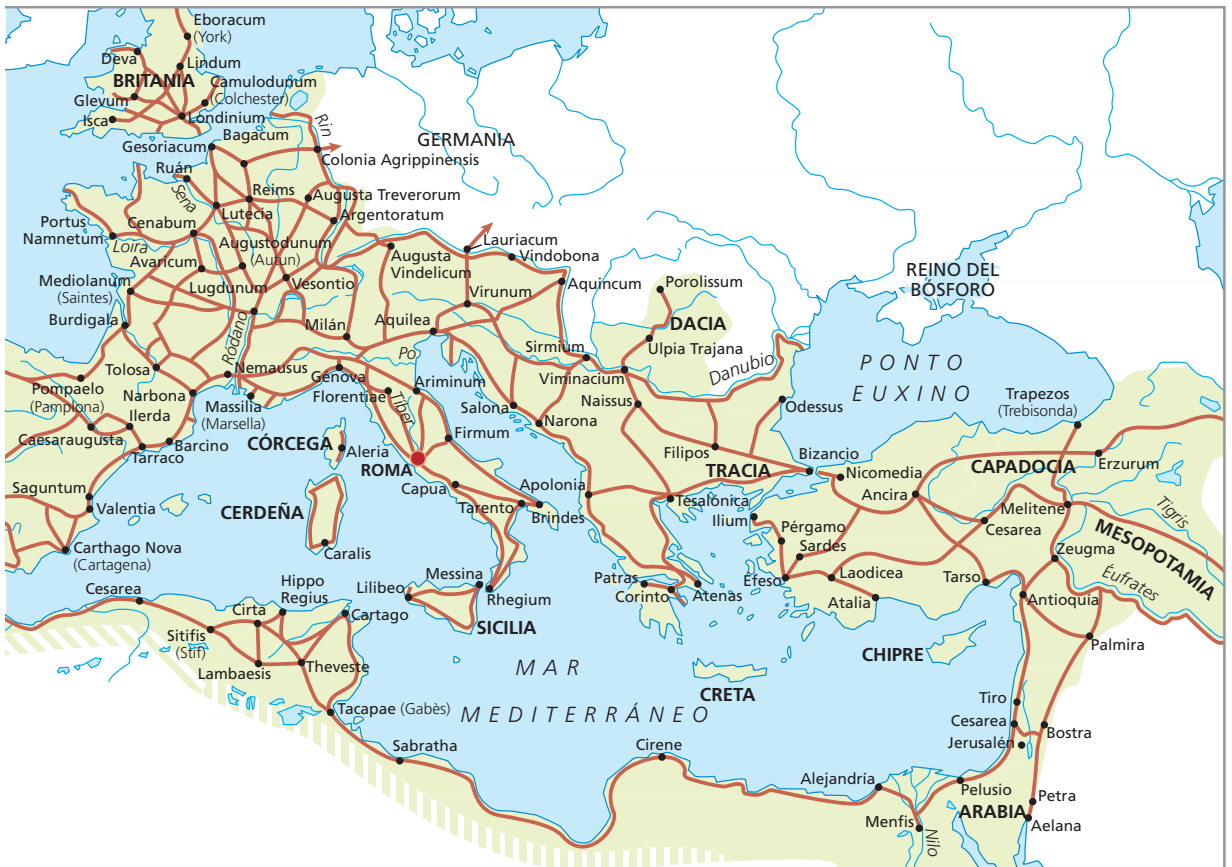 Eboracum
(York)
Deva
Lindum
BRITANIA
Camulodunum
(Colchester)
Glevum
Isca
Londinium
Bagacum
Gesoriacum
Rin
GERMANIA
Colonia Agrippinensis
Ruán
Sena
Reims
Augusta Treverorum
Lutecia
Argentoratum
Portus
Namnetum
Cenabum
Loira
Avaricum
Augustodunum
(Autun)
Lauriacum
Vindobona
Augusta
Vindelicum
Mediolanum
(Saintes)
Lugdunum
Vesontio
Virunum
Aquincum
Porolissum
REINO DEL
BÓSFORO
Burdigala
Ródano
Milán
Aquilea
DACIA
Ulpia Trajana
Po
Sirmium
Danubio
PONTO
EUXINO
Tolosa
Nemausus
Génova
Viminacium
Pompaelo
(Pamplona)
Narbona
Massilia
(Marsella)
Florentiae
Tíber
Ariminum
Salona
Naissus
Odessus
Trapezos
(Trebisonda)
Ilerda
Narona
Caesaraugusta
Barcino
Tarraco
CÓRCEGA
Aleria
Firmum
ROMA
Filipos
TRACIA
Bizancio
Nicomedia
CAPADOCIA
Erzurum
Saguntum
Valentia
Capua
Apolonia
Ancira
Tigris
CERDEÑA
Tarento
Brindes
Tesalónica
Ilium
Melitene
Cesarea
MESOPOTAMIA
Pérgamo
Sardes
Carthago Nova
(Cartagena)
Caralis
Zeugma
Éufrates
Cesarea
Hippo
Regius
Lilibeo
Messina
Rhegium
Patras
Corinto
Atenas
Éfeso
Laodicea
Tarso
Atalia
Antioquía
Cirta
Cartago
SICILIA
Sitifis
(Stif)
Lambaesis
Theveste
Palmira
CHIPRE
MAR
CRETA
Tacapae (Gabès)
MEDITERRÁNEO
Tiro
Cesarea
Jerusalén
Bostra
Sabratha
Cirene
Alejandría
Pelusio
Petra
ARABIA
Aelana
Menfis
Nilo